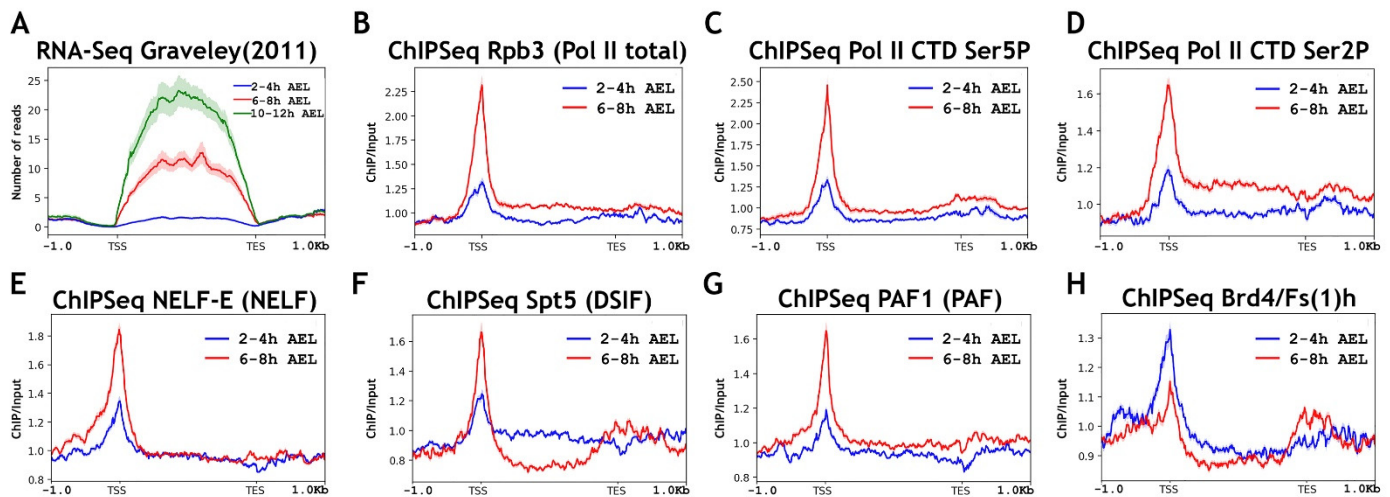 A
RNA-Seq Graveley(2011)
Number of reads
25
20
15
10
5
0
2-4h AEL
6-8h AEL
10-12h AEL
-1.0
TSS
TES
1.0Kb
B
ChIPSeq Rpb3 (Pol II total)
ChIP/Input
2.25
2.00
1.75
1.50
1.25
1.00
2-4h AEL
6-8h AEL
-1.0
TSS
TES
1.0Kb
C
ChIPSeq Pol II CTD Ser5P
ChIP/Input
2.50
2.25
2.00
1.75
1.50
1.25
1.00
0.75
2-4h AEL
6-8h AEL
-1.0
TSS
TES
1.0Kb
D
ChIPSeq Pol II CTD Ser2P
ChIP/Input
1.6
1.4
1.2
1.0
2-4h AEL
6-8h AEL
-1.0
TSS
TES
1.0Kb
E
ChIPSeq NELF-E (NELF)
ChIP/Input
1.8
1.6
1.4
1.2
1.0
0.8
2-4h AEL
6-8h AEL
-1.0
TSS
TES
1.0Kb
F
ChIPSeq Spt5 (DSIF)
ChIP/Input
1.6
1.4
1.2
1.0
0.8
2-4h AEL
6-8h AEL
-1.0
TSS
TES
1.0Kb
G
ChIPSeq PAF1 (PAF)
ChIP/Input
1.6
1.4
1.2
1.0
0.8
2-4h AEL
6-8h AEL
-1.0
TSS
TES
1.0Kb
H
ChIPSeq Brd4/Fs(1)h
ChIP/Input
1.3
1.2
1.1
1.0
0.9
2-4h AEL
6-8h AEL
-1.0
TSS
TES
1.0Kb